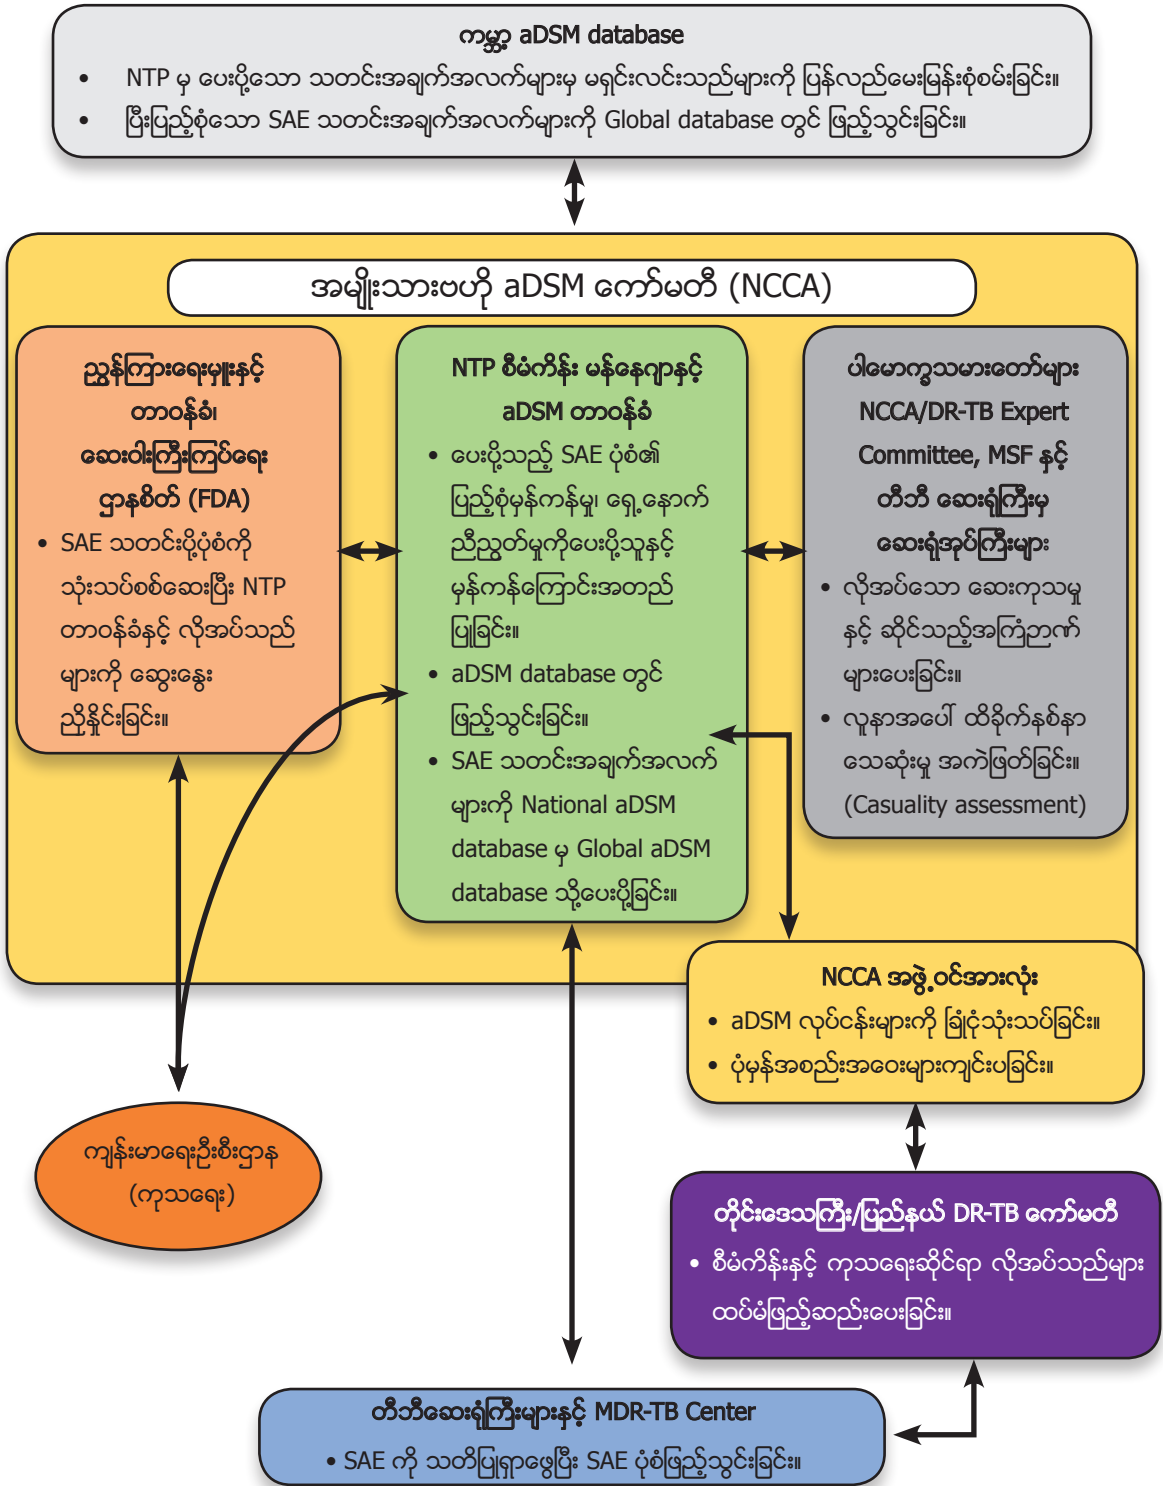 ကမ္ဘာ့ aDSM database
• NTP မှ ပေးပို့သော သတင်းအချက်အလက်များမှ မရှင်းလင်းသည်များကို ပြန်လည်မေးမြန်းစုံစမ်းခြင်း။
• ပြီးပြည့်စုံသော SAE သတင်းအချက်အလက်များကို Global database တွင် ဖြည့်သွင်းခြင်း။
အမျိုးသားဗဟို aDSM ကော်မတီ (NCCA)
ညွှန်ကြားရေးမှူးနှင့်
တာဝန်ခံ၊
ဆေးဝါးကြီးကြပ်ရေး
ဌာနစိတ် (FDA)
• SAE သတင်းပို့ပုံစံကို
သုံးသပ်စစ်ဆေးပြီး NTP
တာဝန်ခံနှင့် လိုအပ်သည်
များကို ဆွေးနွေး
ညှိနှိုင်းခြင်း။
NTP စီမံကိန်း မန်နေဂျာနှင့်
aDSM တာဝန်ခံ
• ပေးပို့သည့် SAE ပုံစံ၏
ပြည့်စုံမှန်ကန်မှု၊ ရှေ့နောက်
ညီညွတ်မှုကိုပေးပို့သူနှင့်
မှန်ကန်ကြောင်းအတည်
ပြုခြင်း။
• aDSM database တွင်
ဖြည့်သွင်းခြင်း။
• SAE သတင်းအချက်အလက်
များကို National aDSM
database မှ Global aDSM
database သို့ပေးပို့ခြင်း။
ပါမောက္ခသမားတော်များ
NCCA/DR-TB Expert
Committee, MSF နှင့်
တီဘီ ဆေးရုံကြီးမှ
ဆေးရုံအုပ်ကြီးများ
• လိုအပ်သော ဆေးကုသမှု
နှင့် ဆိုင်သည့်အကြံဉာဏ်
များပေးခြင်း။
• လူနာအပေါ် ထိခိုက်နစ်နာ
သေဆုံးမှု အကဲဖြတ်ခြင်း။
(Casuality assessment)
NCCA အဖွဲ့ဝင်အားလုံး
• aDSM လုပ်ငန်းများကို ခြုံငုံသုံးသပ်ခြင်း။
• ပုံမှန်အစည်းအဝေးများကျင်းပခြင်း။
ကျန်းမာရေးဦးစီးဌာန
(ကုသရေး)
တိုင်းဒေသကြီး/ပြည်နယ် DR-TB ကော်မတီ
• စီမံကိန်းနှင့် ကုသရေးဆိုင်ရာ လိုအပ်သည်များ
ထပ်မံဖြည့်ဆည်းပေးခြင်း။
တီဘီဆေးရုံကြီးများနှင့် MDR-TB Center
• SAE ကို သတိပြုရှာဖွေပြီး SAE ပုံစံဖြည့်သွင်းခြင်း။